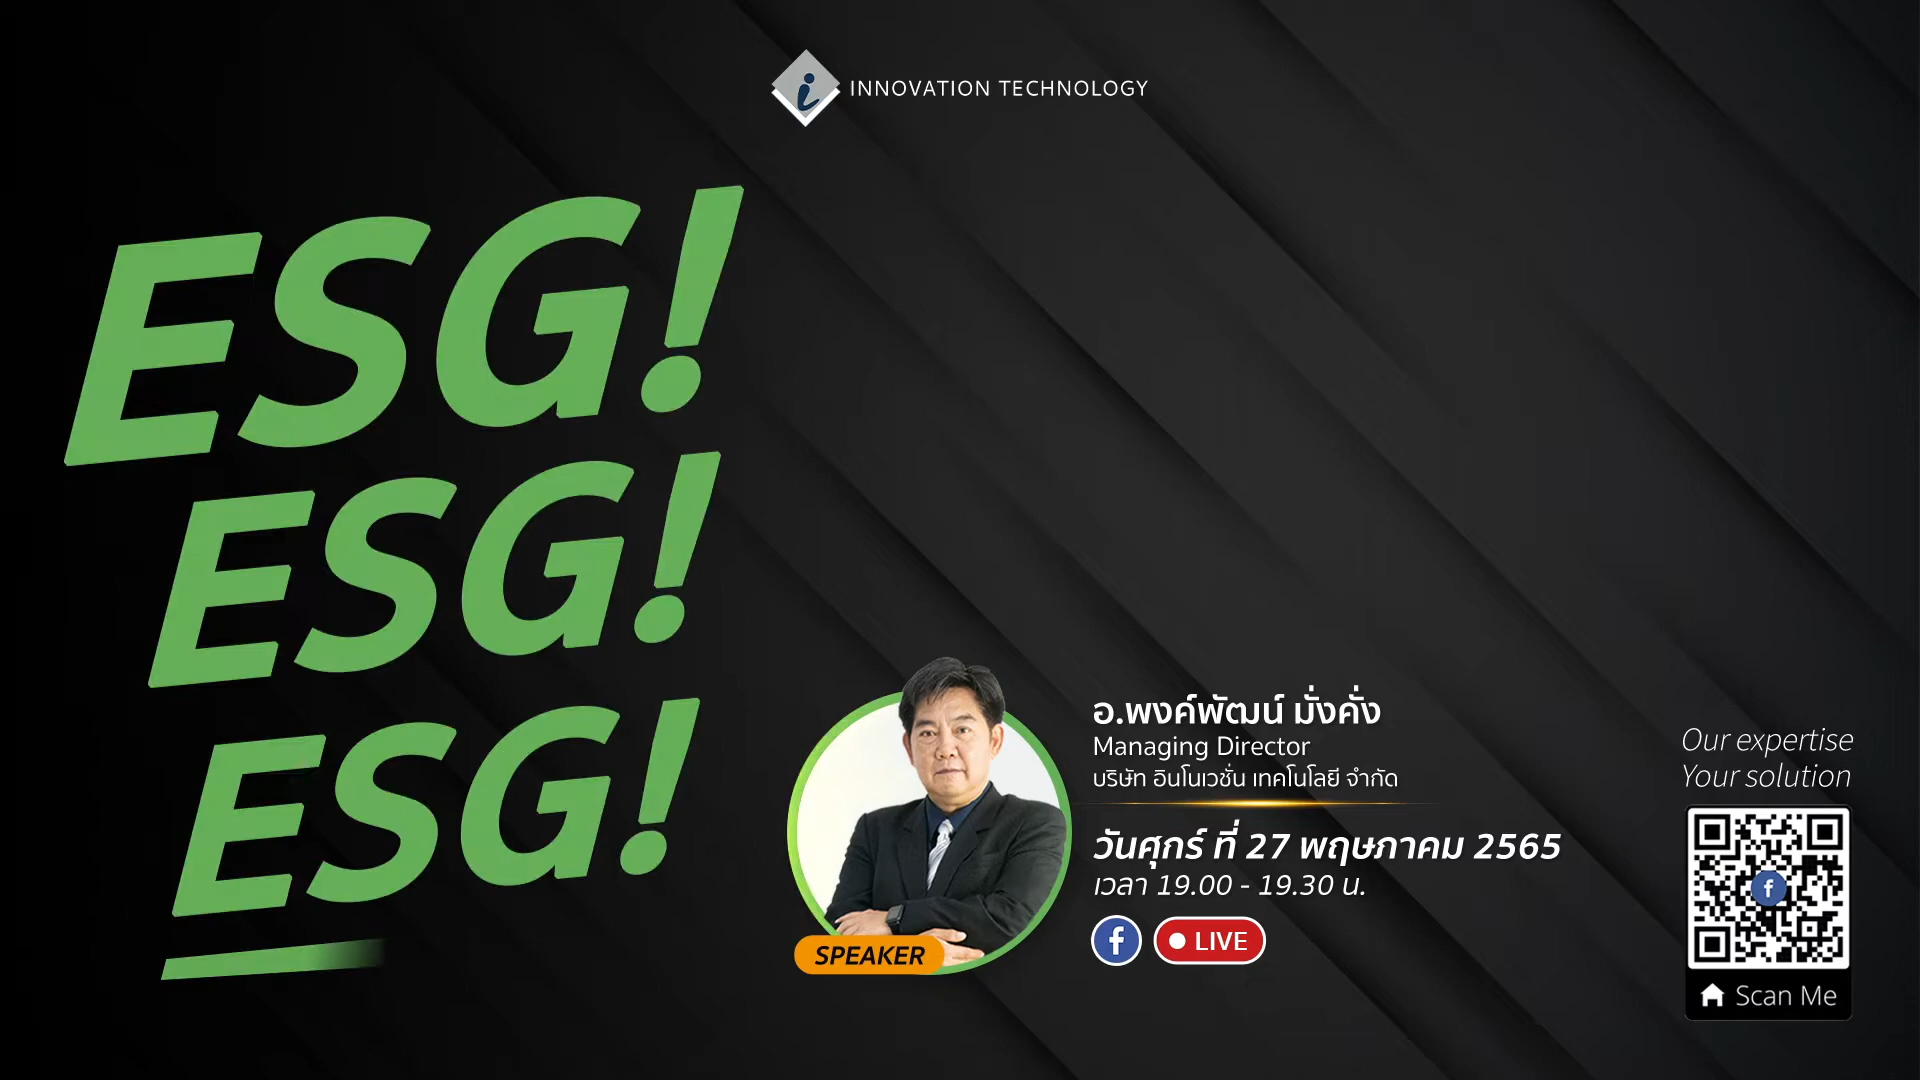 INNOVATION TECHNOLOGY
ESG!
ESG!
ESG!
อ.พงค์พัฒน์ มั่งคั่ง
Managing Director
บริษัท อินโนเวชั่น เทคโนโลยี จำกัด
วันศุกร์ ที่ 27 พฤษภาคม 2565
เวลา 19.00 - 19.30 น.
f LIVE
SPEAKER
Our expertise
Your solution
f
Scan Me